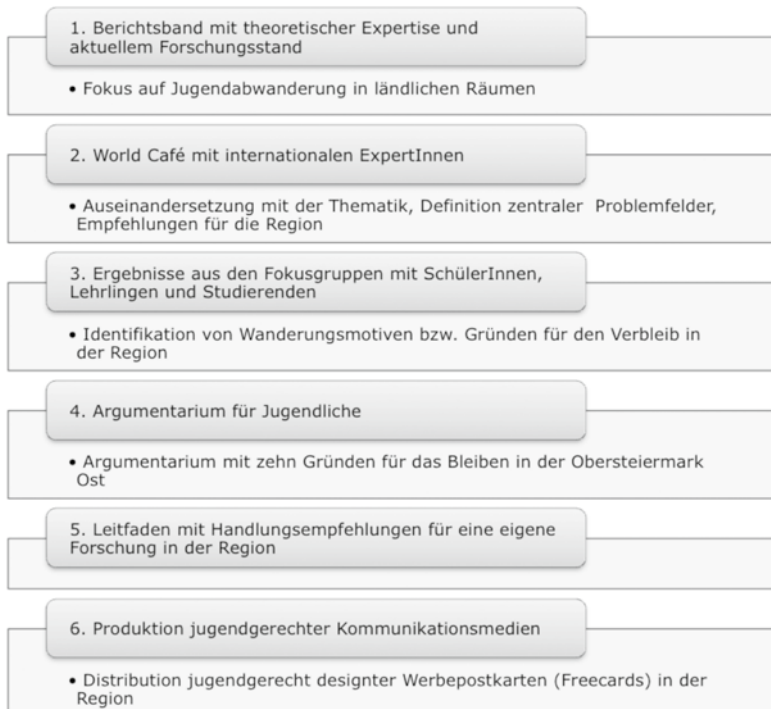 1. Berichtsband mit theoretischer Expertise und
aktuellem Forschungsstand
• Fokus auf Jugendabwanderung in ländlichen Räumen
2. World Café mit internationalen ExpertInnen
• Auseinandersetzung mit der Thematik, Definition zentraler Problemfelder,
Empfehlungen für die Region
3. Ergebnisse aus den Fokusgruppen mit SchülerInnen,
Lehrlingen und Studierenden
• Identifikation von Wanderungsmotiven bzw. Gründen für den Verbleib in
der Region
4. Argumentarium für Jugendliche
• Argumentarium mit zehn Gründen für das Bleiben in der Obersteiermark
Ost
5. Leitfaden mit Handlungsempfehlungen für eine eigene
Forschung in der Region
6. Produktion jugendgerechter Kommunikationsmedien
• Distribution jugendgerecht designter Werbepostkarten (Freecards) in der
Region